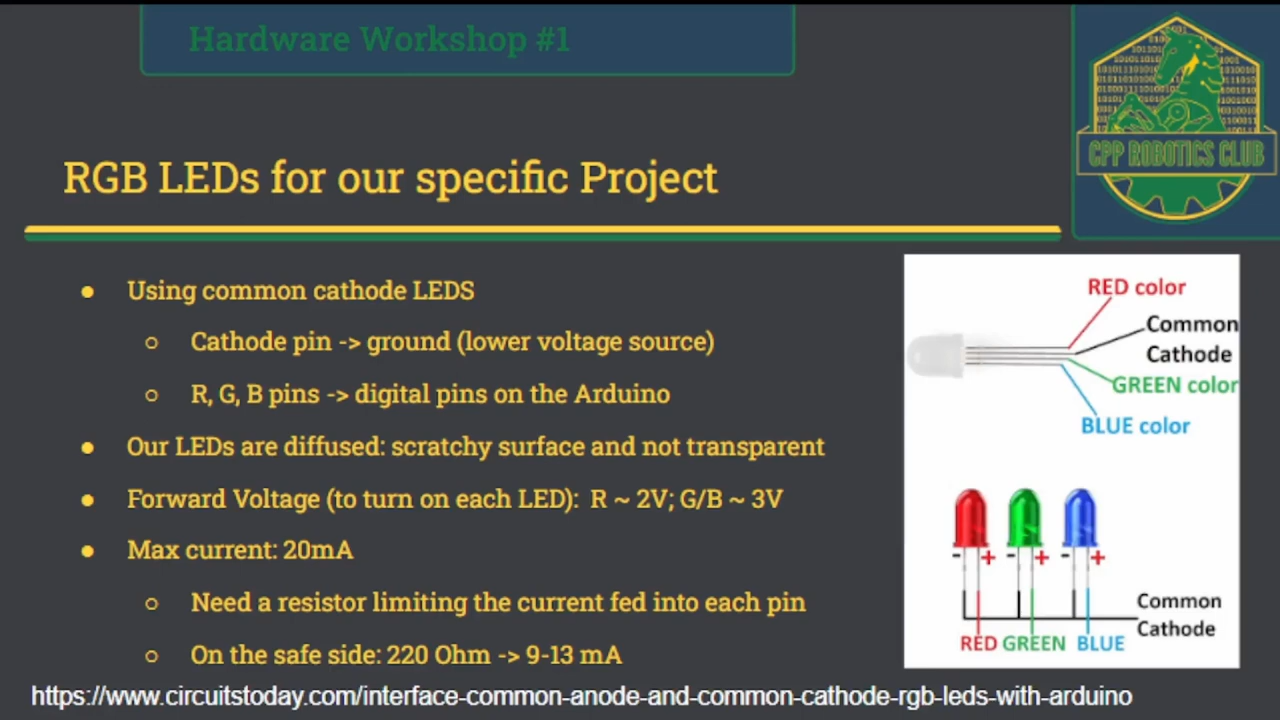 Hardware Workshop #1
CPP ROBOTICS CLUB
RGB LEDs for our specific Project
● Using common cathode LEDS
○ Cathode pin -> ground (lower voltage source)
○ R, G, B pins -> digital pins on the Arduino
● Our LEDs are diffused: scratchy surface and not transparent
● Forward Voltage (to turn on each LED): R ~ 2V; G/B ~ 3V
● Max current: 20mA
○ Need a resistor limiting the current fed into each pin
○ On the safe side: 220 Ohm -> 9-13 mA
RED color
Common
Cathode
GREEN color
BLUE color
- + - + - +
Common
Cathode
RED GREEN BLUE
https://www.circuitstoday.com/interface-common-anode-and-common-cathode-rgb-leds-with-arduino